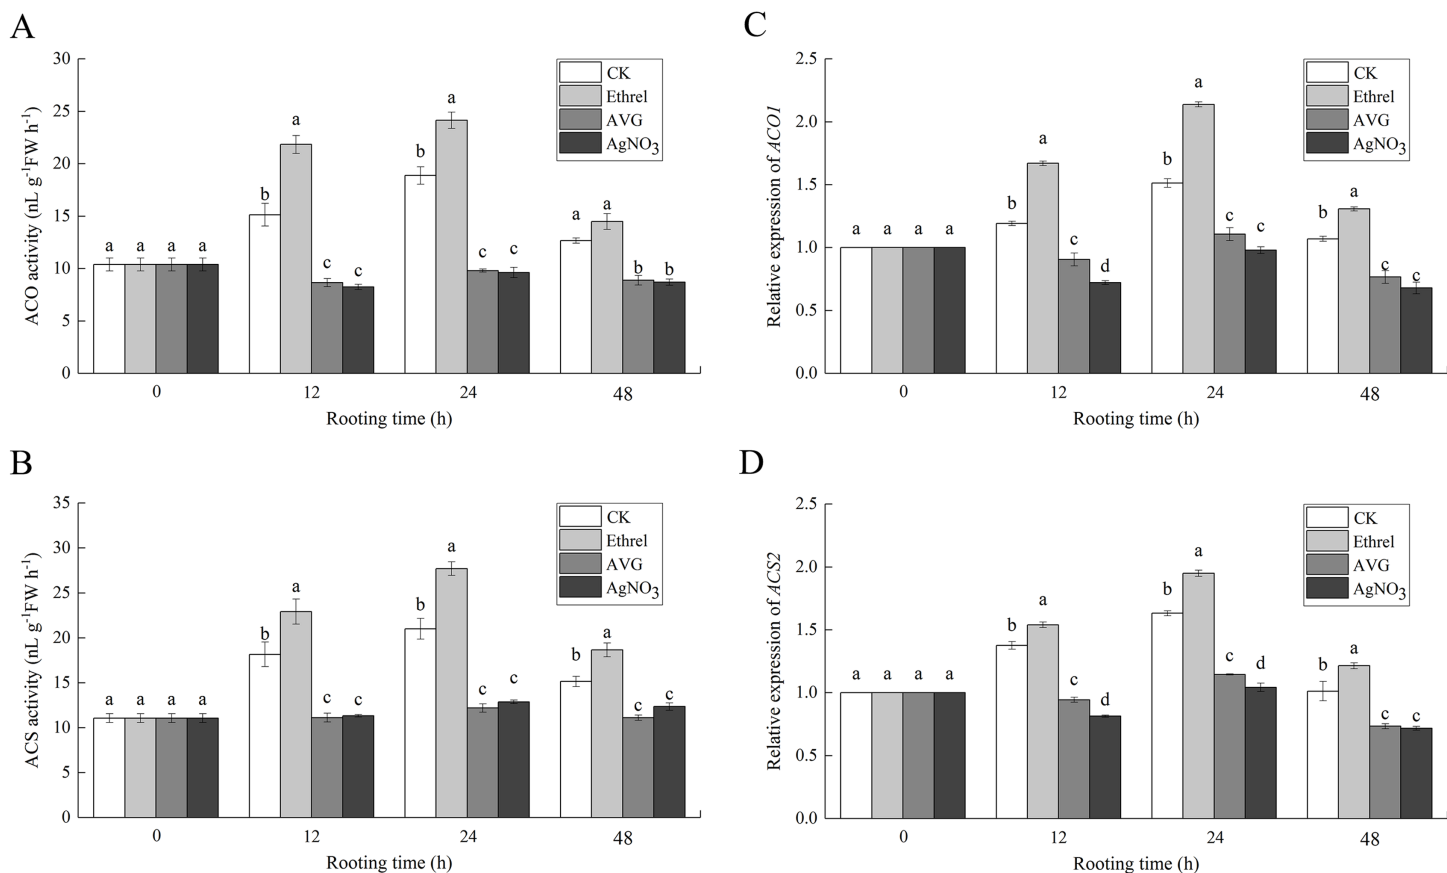 A
30
25
20
15
10
5
0
ACO activity (nL g⁻¹FW h⁻¹)
CK
Ethrel
AVG
AgNO₃
a a a a
b a c c
b a c c
a a b b
0 12 24 48
Rooting time (h)
C
2.5
2.0
1.5
1.0
0.5
0.0
Relative expression of ACO1
CK
Ethrel
AVG
AgNO₃
a a a a
b a c d
b a c c
b a c c
0 12 24 48
Rooting time (h)
B
35
30
25
20
15
10
5
0
ACS activity (nL g⁻¹FW h⁻¹)
CK
Ethrel
AVG
AgNO₃
a a a a
b a c c
b a c c
b a c c
0 12 24 48
Rooting time (h)
D
2.5
2.0
1.5
1.0
0.5
0.0
Relative expression of ACS2
CK
Ethrel
AVG
AgNO₃
a a a a
b a c d
b a c d
b a c c
0 12 24 48
Rooting time (h)